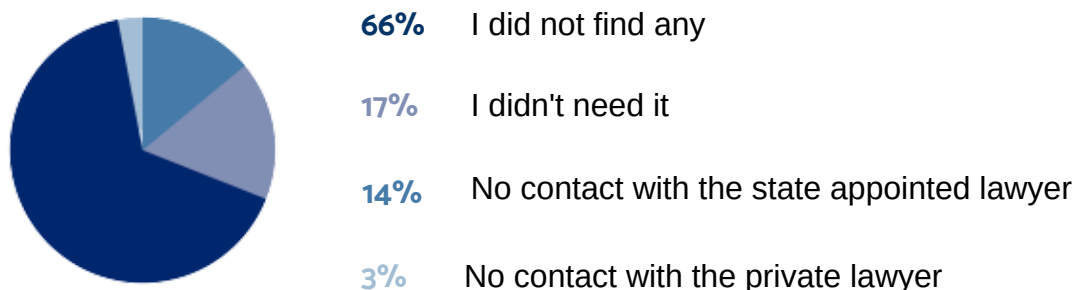 66% I did not find any
17% I didn't need it
14% No contact with the state appointed lawyer
3% No contact with the private lawyer